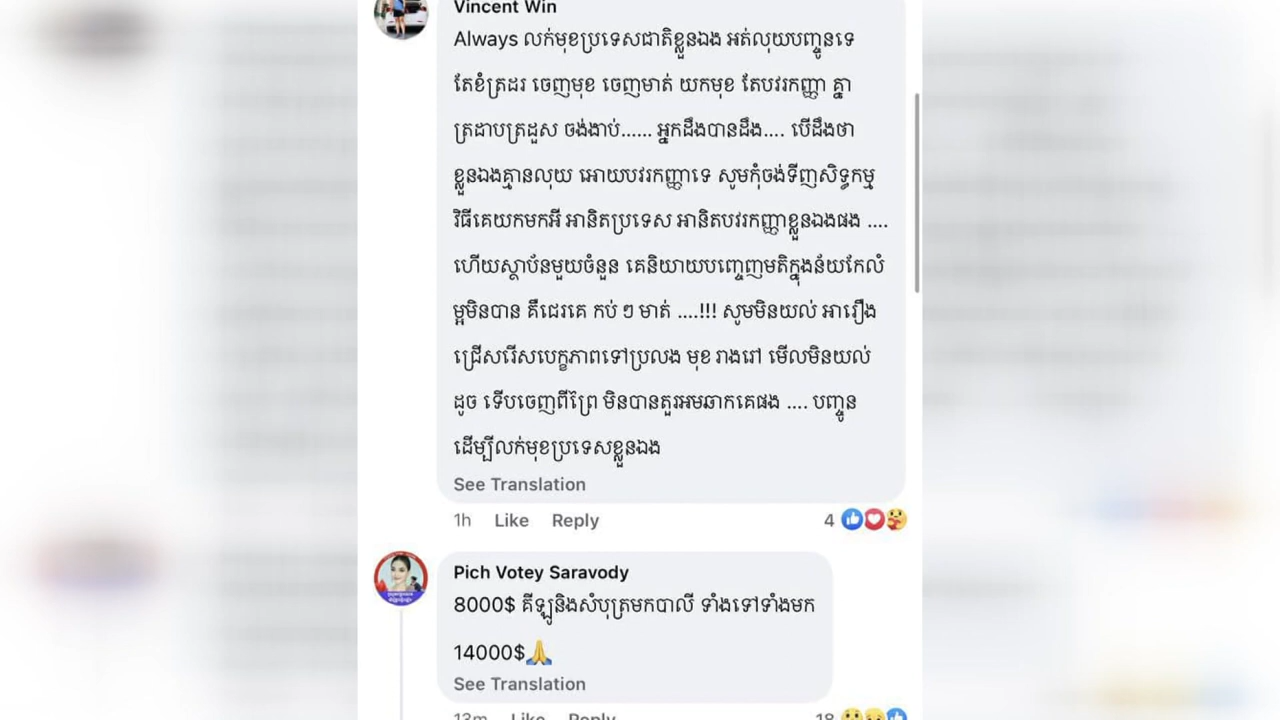 Vincent Win
Always លក់មុខប្រទេសជាតិខ្លួនឯង អត់លុយបញ្ចូនទេ
តែខំត្រដរ ចេញមុខ ចេញមាត់ យកមុខ តែបវរកញ្ញា គ្នា
ត្រដាបត្រដួស ចង់ងាប់...... អ្នកដឹងបានដឹង.... បើដឹងថា
ខ្លួនឯងគ្មានលុយ អោយបវរកញ្ញាទេ សូមកុំចង់ទីញសិទ្ធកម្ម
វិធីគេយកមកអី អានិតប្រទេស អានិតបវរកញ្ញាខ្លួនឯងផង ....
ហើយស្ថាប័នមួយចំនួន គេនិយាយបញ្ចេញមតិក្នុងន័យកែលំ
ម្អមិនបាន គឺជេរគេ កប់ ៗ មាត់ ....!!! សូមមិនយល់ អារឿង
ជ្រើសរើសបេក្ខភាពទៅប្រលង មុខ រាងរៅ មើលមិនយល់
ដូច ទើបចេញពីព្រៃ មិនបានតួរអមឆាកគេផង .... បញ្ចូន
ដើម្បីលក់មុខប្រទេសខ្លួនឯង
See Translation
1h Like Reply 4
Pich Votey Saravody
8000$ គីឡូនិងសំបុត្រមកបាលី ទាំងទៅទាំងមក
14000$🙏
See Translation
13m Like Reply 18